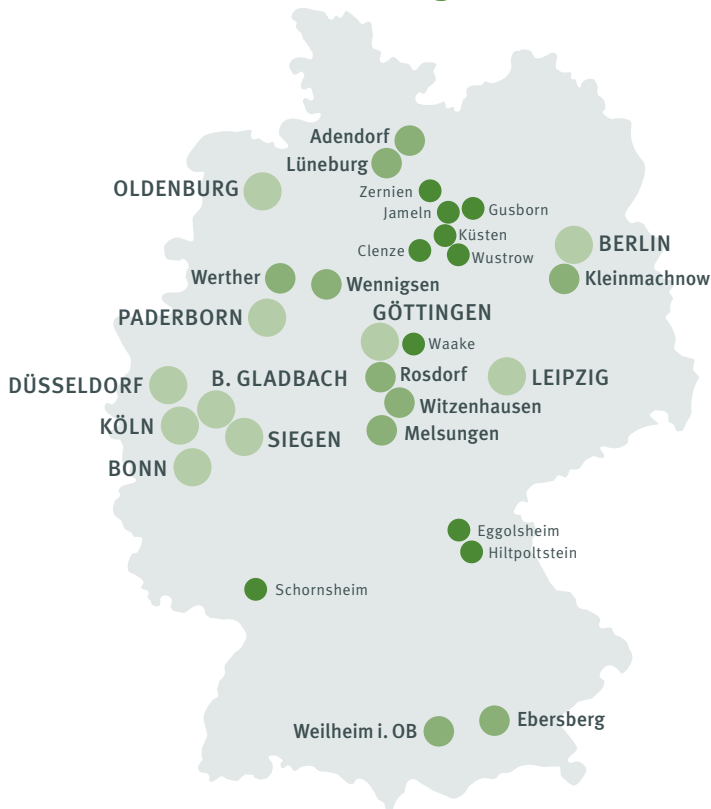 Adendorf
Lüneburg
OLDENBURG
Zernien
Jameln
Gusborn
Küsten
BERLIN
Clenze
Wustrow
Werther
Wennigsen
Kleinmachnow
PADERBORN
GÖTTINGEN
Waake
DÜSSELDORF
B. GLADBACH
Rosdorf
LEIPZIG
Witzenhausen
KÖLN
SIEGEN
Melsungen
BONN
Eggolsheim
Hiltpoltstein
Schornsheim
Weilheim i. OB
Ebersberg